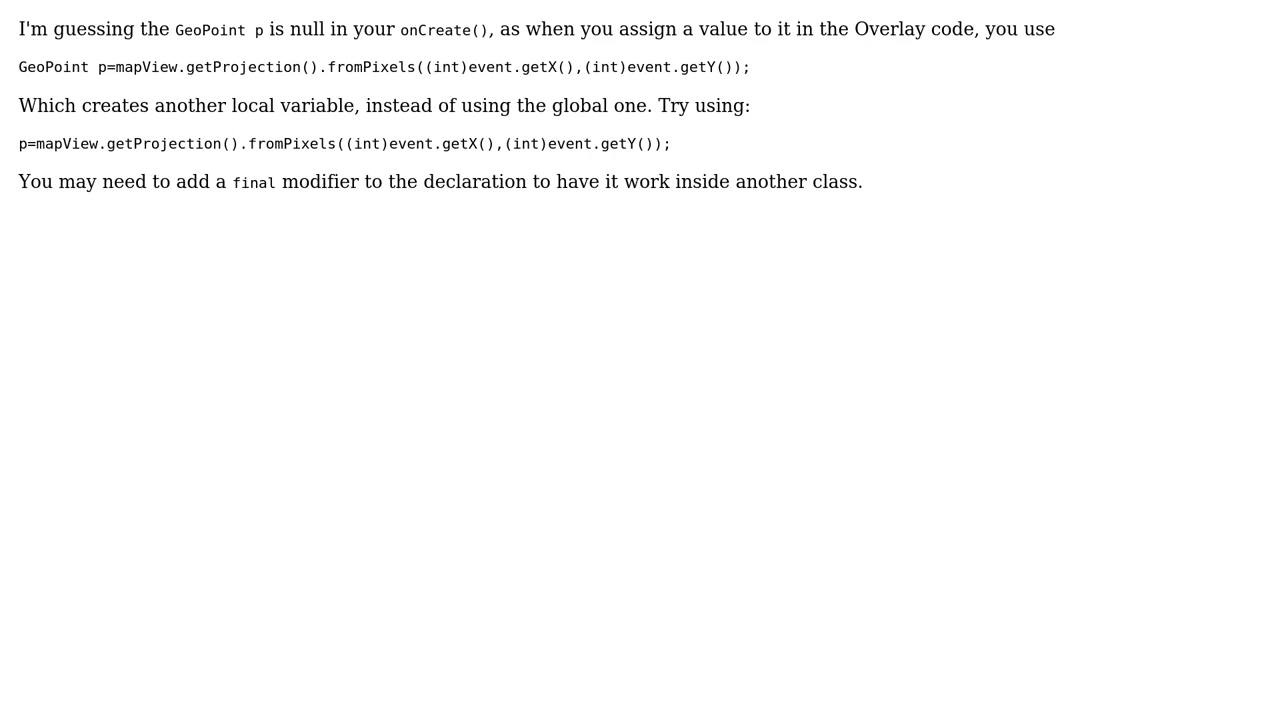 I'm guessing the GeoPoint p is null in your onCreate(), as when you assign a value to it in the Overlay code, you use
GeoPoint p=mapView.getProjection().fromPixels((int)event.getX(),(int)event.getY());
Which creates another local variable, instead of using the global one. Try using:
p=mapView.getProjection().fromPixels((int)event.getX(),(int)event.getY());
You may need to add a final modifier to the declaration to have it work inside another class.